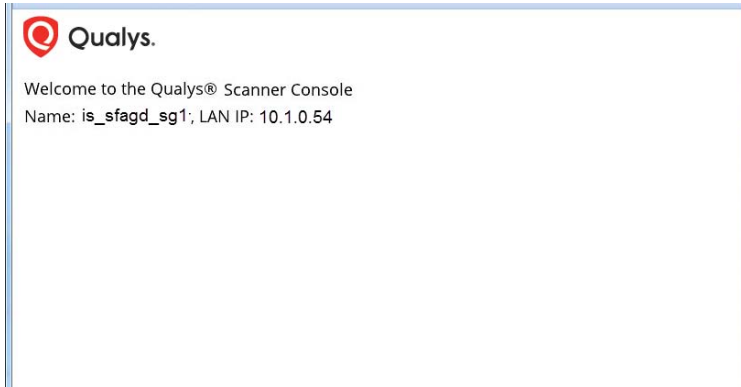 Qualys.
Welcome to the Qualys® Scanner Console
Name: is_sfagd_sg1, LAN IP: 10.1.0.54